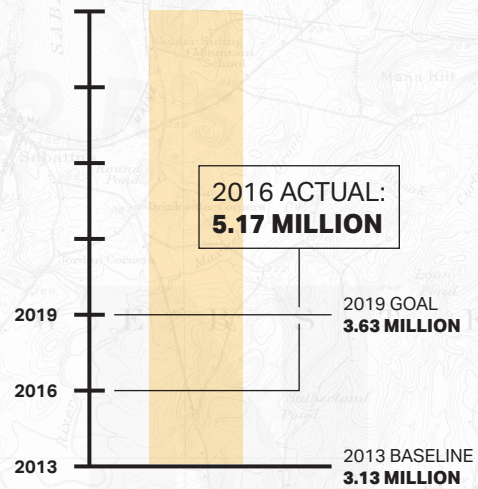 2016 ACTUAL:
5.17 MILLION
2019
2019 GOAL
3.63 MILLION
2016
2013
2013 BASELINE
3.13 MILLION